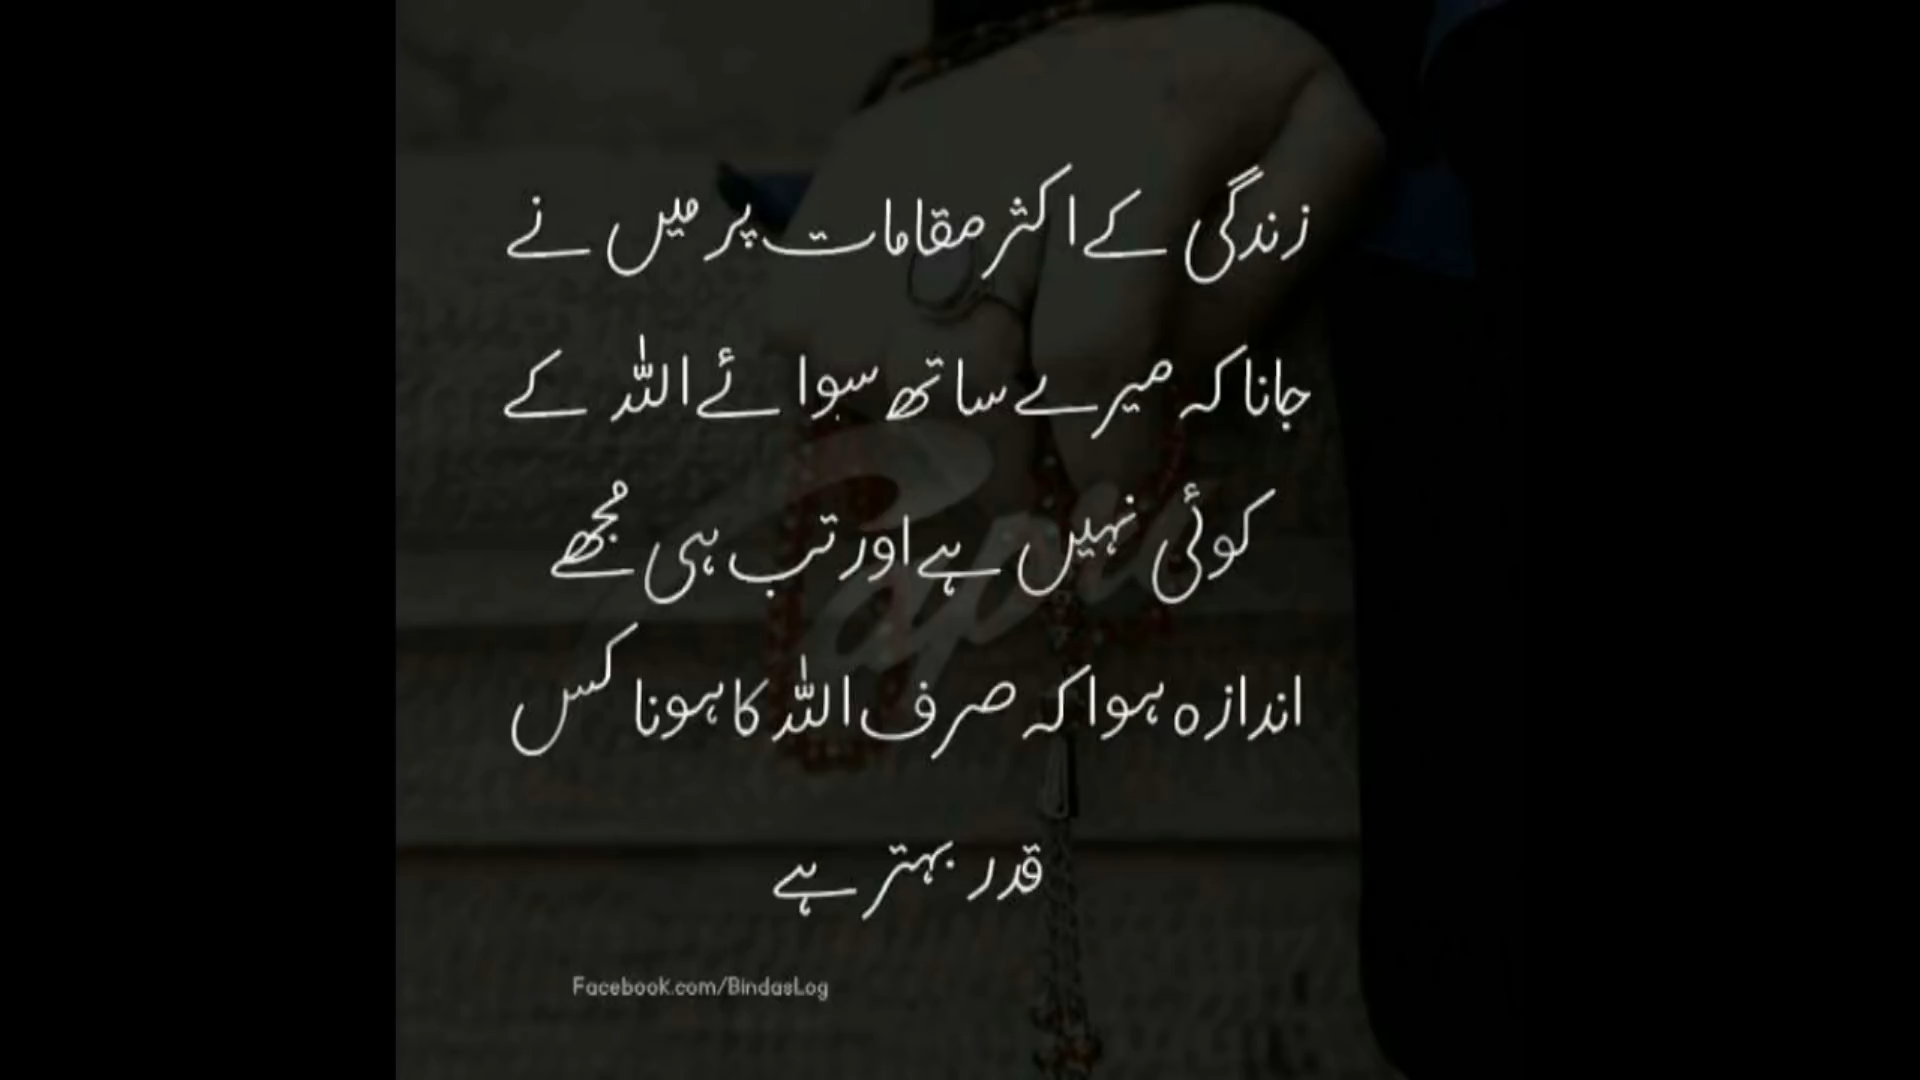 زندگی کے اکثر مقامات پر میں نے
جانا کہ میرے ساتھ سوائے اللہ کے
کوئی نہیں ہے اور تب ہی مُجھے
اندازہ ہوا کہ صرف اللہ کا ہونا کس
قدر بہتر ہے
Facebook.com/BindasLog